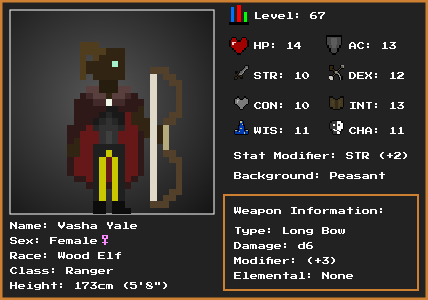 Level: 67
HP: 14 AC: 13
STR: 10 DEX: 12
CON: 10 INT: 13
WIS: 11 CHA: 11
Stat Modifier: STR (+2)
Background: Peasant
Weapon Information:
Type: Long Bow
Damage: d6
Modifier: (+3)
Elemental: None
Name: Vasha Yale
Sex: Female♀
Race: Wood Elf
Class: Ranger
Height: 173cm (5'8")